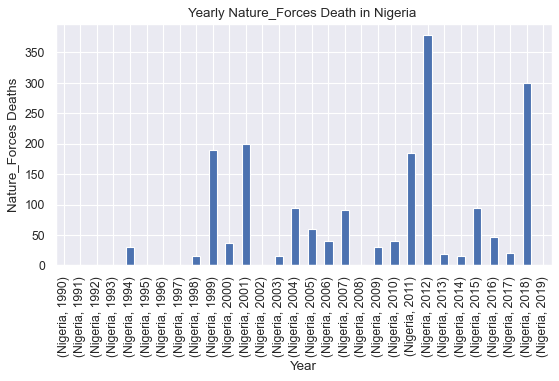 Yearly Nature_Forces Death in Nigeria
Nature_Forces Deaths
350
300
250
200
150
100
50
0
(Nigeria, 1990)
(Nigeria, 1991)
(Nigeria, 1992)
(Nigeria, 1993)
(Nigeria, 1994)
(Nigeria, 1995)
(Nigeria, 1996)
(Nigeria, 1997)
(Nigeria, 1998)
(Nigeria, 1999)
(Nigeria, 2000)
(Nigeria, 2001)
(Nigeria, 2002)
(Nigeria, 2003)
(Nigeria, 2004)
(Nigeria, 2005)
(Nigeria, 2006)
(Nigeria, 2007)
(Nigeria, 2008)
(Nigeria, 2009)
(Nigeria, 2010)
(Nigeria, 2011)
(Nigeria, 2012)
(Nigeria, 2013)
(Nigeria, 2014)
(Nigeria, 2015)
(Nigeria, 2016)
(Nigeria, 2017)
(Nigeria, 2018)
(Nigeria, 2019)
Year